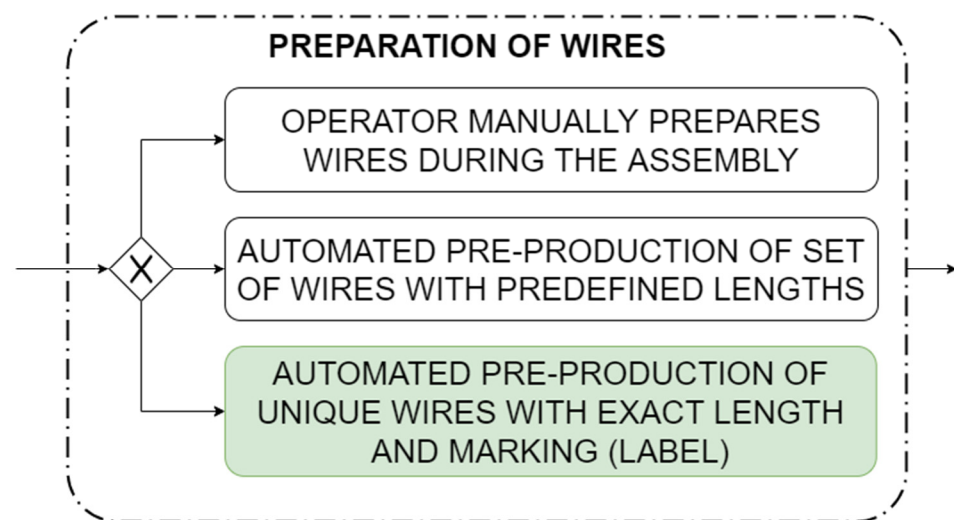 PREPARATION OF WIRES
OPERATOR MANUALLY PREPARES
WIRES DURING THE ASSEMBLY
X
AUTOMATED PRE-PRODUCTION OF SET
OF WIRES WITH PREDEFINED LENGTHS
AUTOMATED PRE-PRODUCTION OF
UNIQUE WIRES WITH EXACT LENGTH
AND MARKING (LABEL)